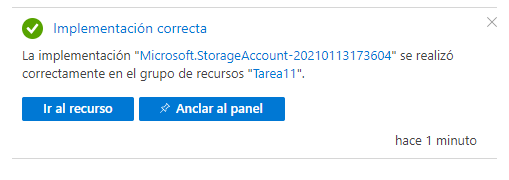 Implementación correcta
La implementación "Microsoft.StorageAccount-20210113173604" se realizó
correctamente en el grupo de recursos "Tarea11".
Ir al recurso
Anclar al panel
hace 1 minuto